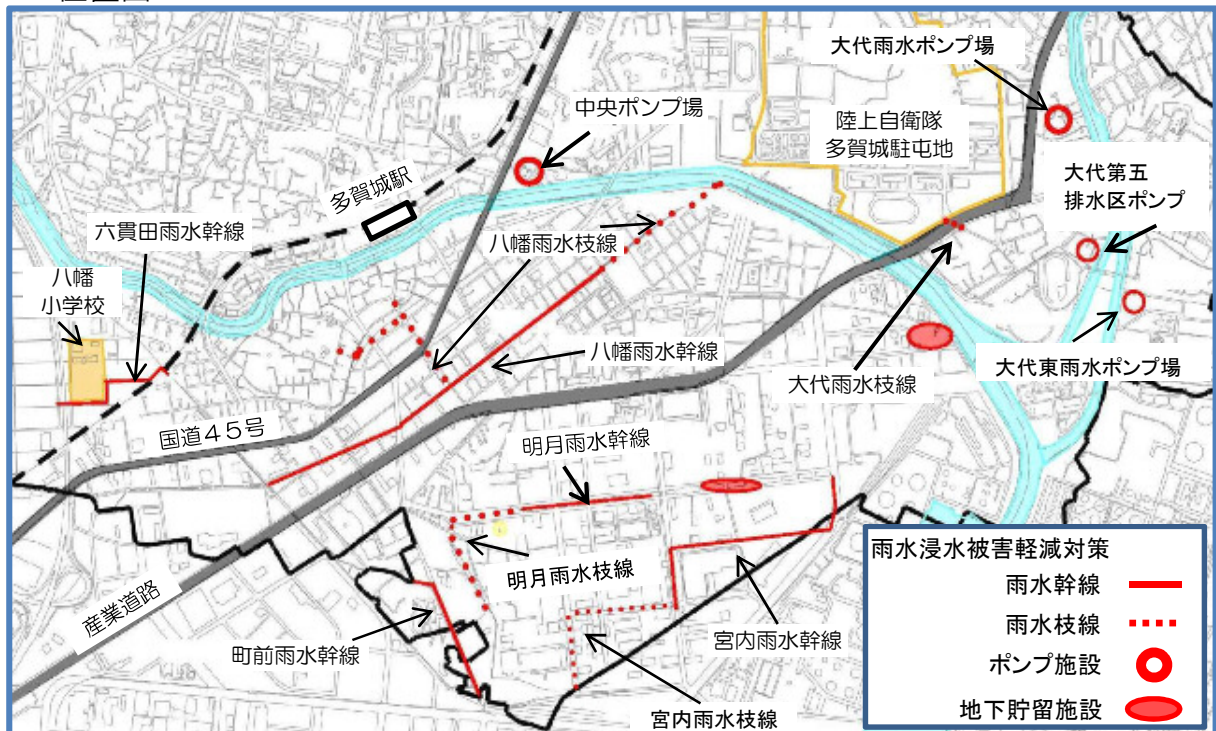 大代雨水ポンプ場
中央ポンプ場
陸上自衛隊
多賀城駐屯地
大代第五
排水区ポンプ
多賀城駅
六貫田雨水幹線
八幡雨水枝線
八幡
小学校
八幡雨水幹線
大代東雨水ポンプ場
大代雨水枝線
国道45号
明月雨水幹線
明月雨水枝線
産業道路
町前雨水幹線
宮内雨水幹線
宮内雨水枝線
雨水浸水被害軽減対策
雨水幹線
雨水枝線
ポンプ施設
地下貯留施設